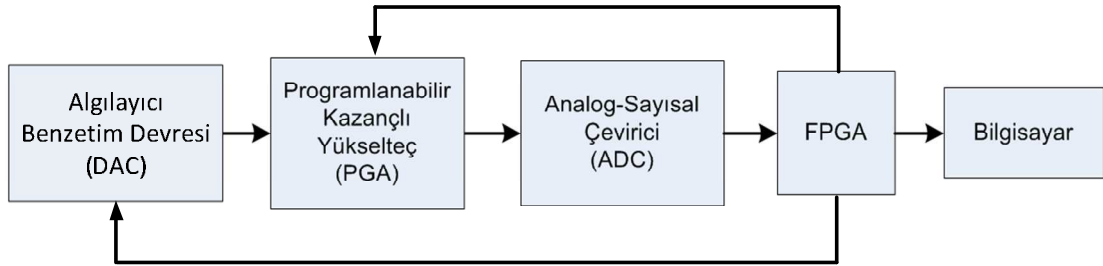 Algılayıcı
Benzetim Devresi
(DAC)
Programlanabilir
Kazançlı
Yükselteç
(PGA)
Analog-Sayısal
Çevirici
(ADC)
FPGA
Bilgisayar